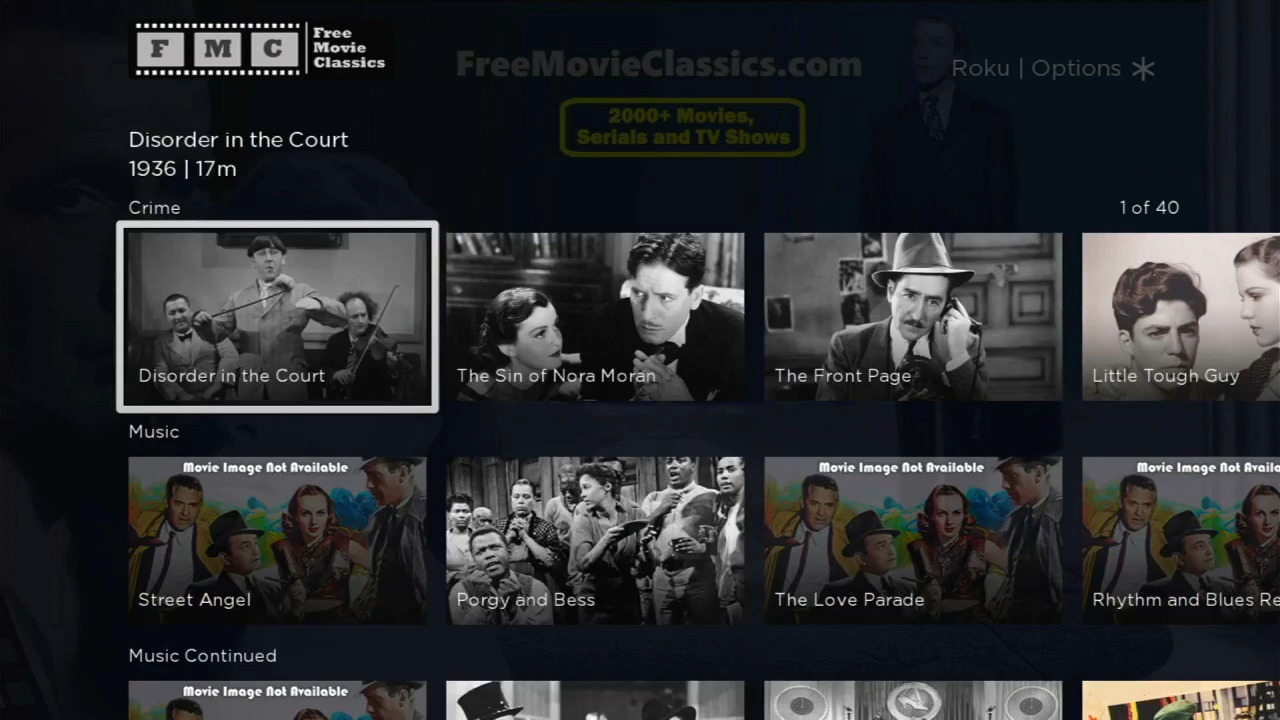 F M C
Free
Movie
Classics
FreeMovieClassics.com
2000+ Movies,
Serials and TV Shows
Roku | Options
Disorder in the Court
1936 | 17m
Crime
1 of 40
Disorder in the Court
The Sin of Nora Moran
The Front Page
Little Tough Guy
Music
Movie Image Not Available
Movie Image Not Available
Movie Image Not Availa
Street Angel
Porgy and Bess
The Love Parade
Rhythm and Blues Re
Music Continued
Movie Image Not Available